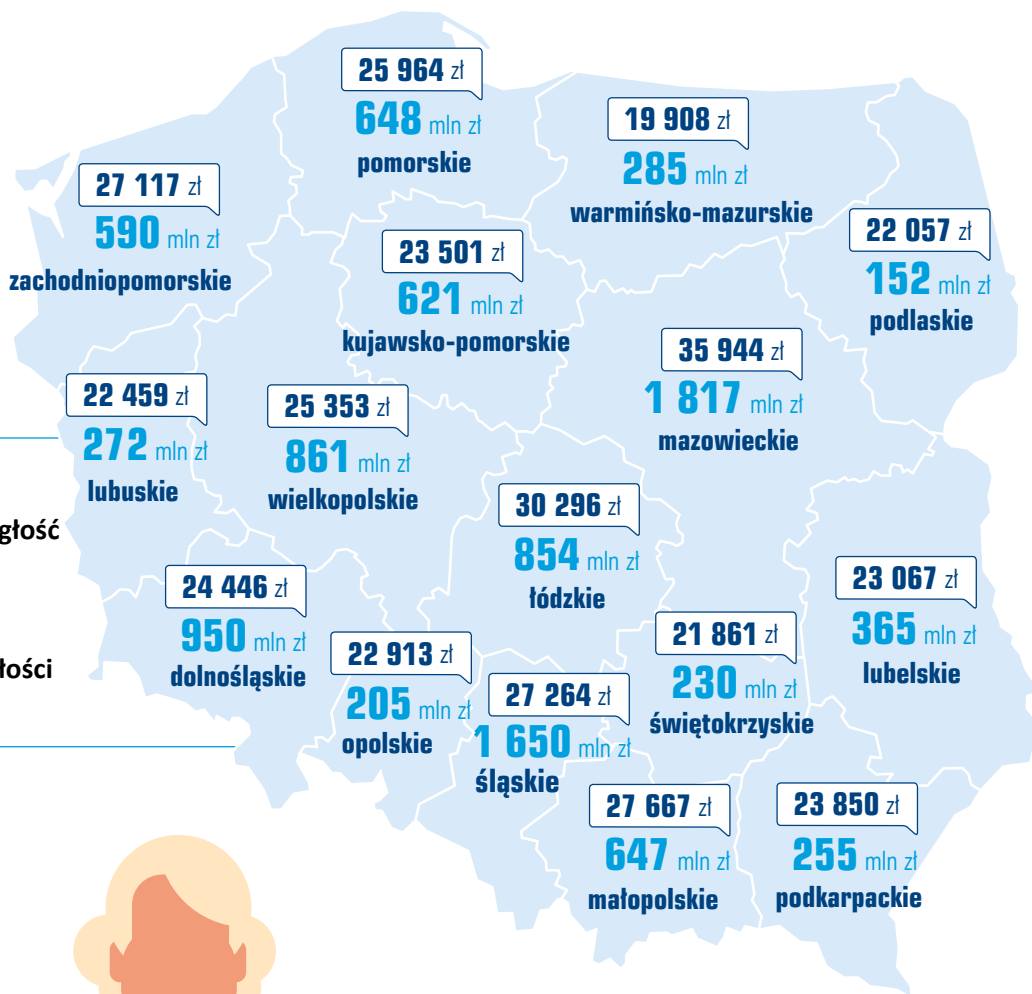 25 964 zł
648 mln zł
pomorskie
19 908 zł
285 mln zł
warmińsko-mazurskie
27 117 zł
590 mln zł
zachodniopomorskie
23 501 zł
621 mln zł
kujawsko-pomorskie
22 057 zł
152 mln zł
podlaskie
35 944 zł
1 817 mln zł
mazowieckie
22 459 zł
272 mln zł
lubuskie
25 353 zł
861 mln zł
wielkopolskie
30 296 zł
854 mln zł
łódzkie
głość
24 446 zł
950 mln zł
dolnośląskie
23 067 zł
365 mln zł
lubelskie
łości
22 913 zł
205 mln zł
opolskie
21 861 zł
230 mln zł
świętokrzyskie
27 264 zł
1 650 mln zł
śląskie
27 667 zł
647 mln zł
małopolskie
23 850 zł
255 mln zł
podkarpackie